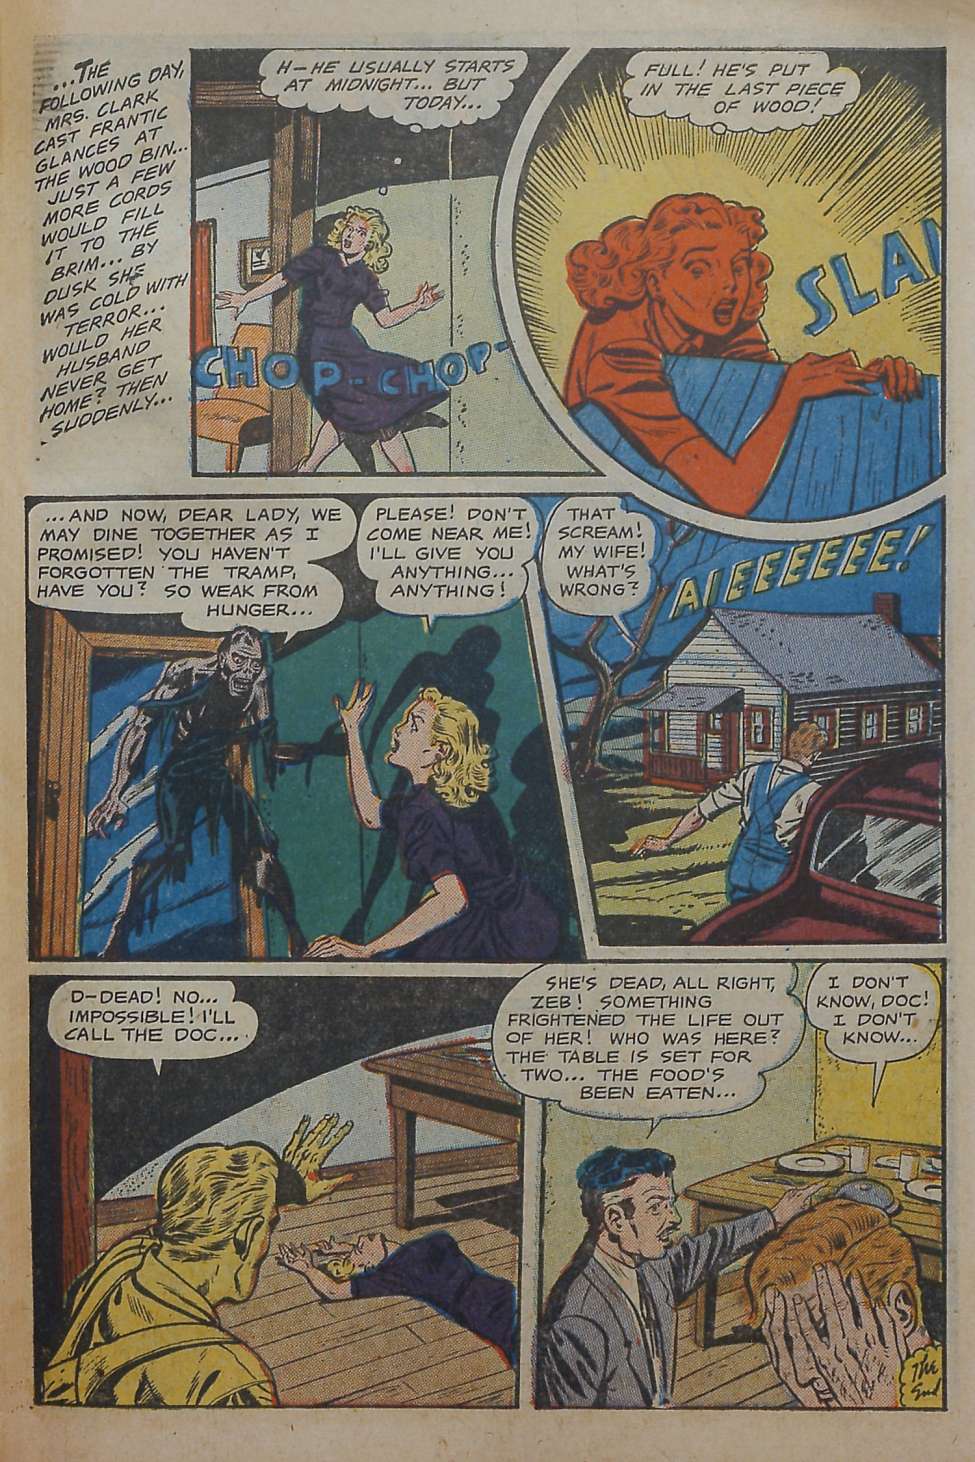 ...THE
FOLLOWING DAY,
MRS. CLARK
CAST FRANTIC
GLANCES AT
THE WOOD BIN...
JUST A FEW
MORE CORDS
WOULD FILL
IT TO THE
BRIM... BY
DUSK SHE
WAS COLD WITH
TERROR...
WOULD HER
HUSBAND
NEVER GET
HOME? THEN
SUDDENLY...
H-HE USUALLY STARTS
AT MIDNIGHT... BUT
TODAY...
CHOP-CHOP-
FULL! HE'S PUT
IN THE LAST PIECE
OF WOOD!
SLAM
...AND NOW, DEAR LADY, WE
MAY DINE TOGETHER AS I
PROMISED! YOU HAVEN'T
FORGOTTEN THE TRAMP,
HAVE YOU? SO WEAK FROM
HUNGER...
PLEASE! DON'T
COME NEAR ME!
I'LL GIVE YOU
ANYTHING...
ANYTHING!
THAT
SCREAM!
MY WIFE!
WHAT'S
WRONG?
AIEEEEEEE!
D-DEAD! NO...
IMPOSSIBLE! I'LL
CALL THE DOC...
SHE'S DEAD, ALL RIGHT,
ZEB! SOMETHING
FRIGHTENED THE LIFE OUT
OF HER! WHO WAS HERE?
THE TABLE IS SET FOR
TWO... THE FOOD'S
BEEN EATEN...
I DON'T
KNOW, DOC!
I DON'T
KNOW...
The
End